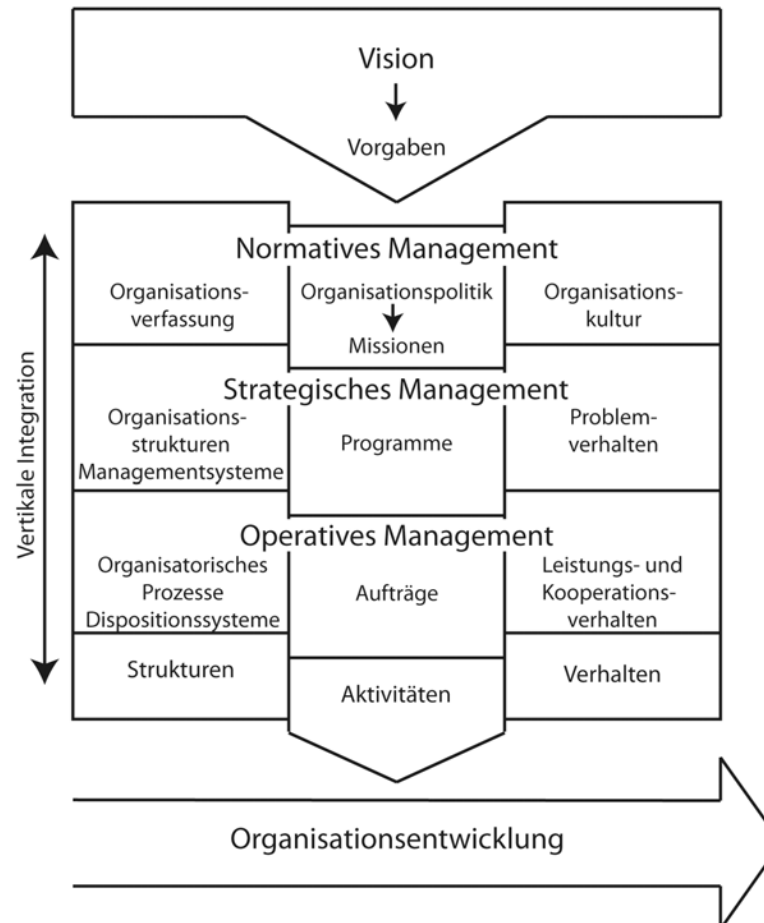 Vision
Vorgaben
Normatives Management
Organisations-
verfassung
Organisationspolitik
Missionen
Organisations-
kultur
Strategisches Management
Organisations-
strukturen
Managementsysteme
Programme
Problem-
verhalten
Operatives Management
Organisatorisches
Prozesse
Dispositionssysteme
Aufträge
Leistungs- und
Kooperations-
verhalten
Strukturen
Aktivitäten
Verhalten
Vertikale Integration
Organisationsentwicklung